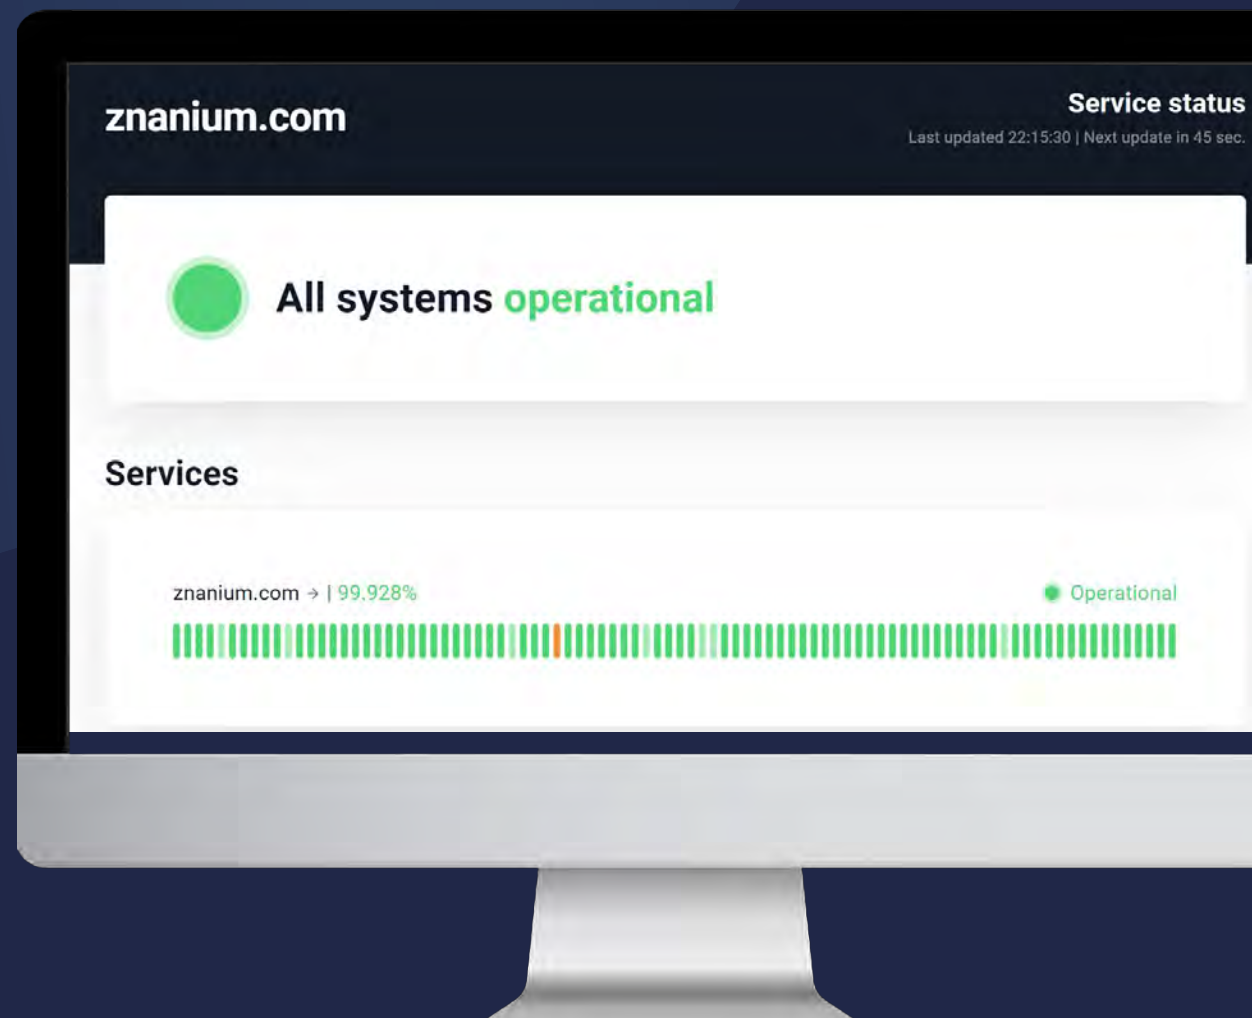 znanium.com
Service status
Last updated 22:15:30 | Next update in 45 sec.
All systems operational
Services
znanium.com → | 99.928%
Operational